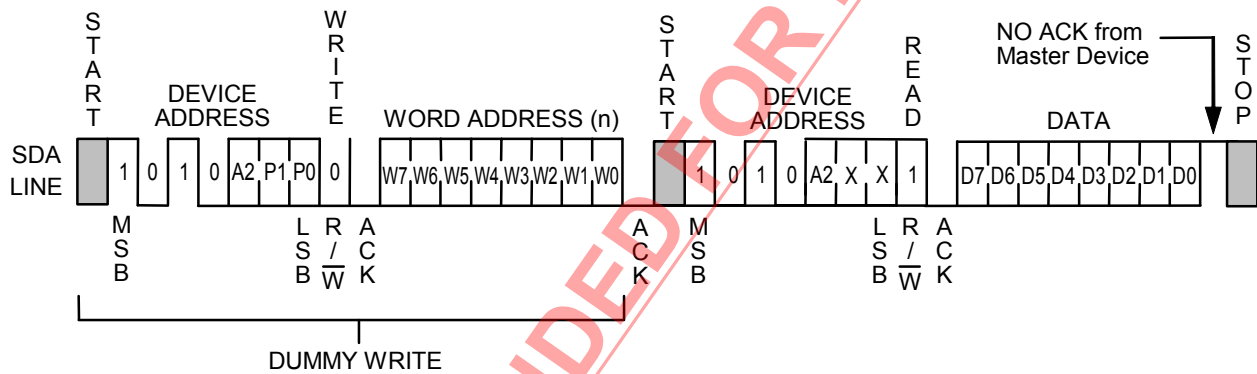 START
DEVICE
ADDRESS
WRITE
WORD ADDRESS (n)
START
DEVICE
ADDRESS
READ
DATA
NO ACK from
Master Device
STOP
SDA
LINE
1 0 1 0 A2 P1 P0 0
W7 W6 W5 W4 W3 W2 W1 W0
1 0 1 0 A2 X X 1
D7 D6 D5 D4 D3 D2 D1 D0
MSB
LSB
R/W
ACK
ACK
MSB
LSB
R/W
ACK
DUMMY WRITE
NDED FOR